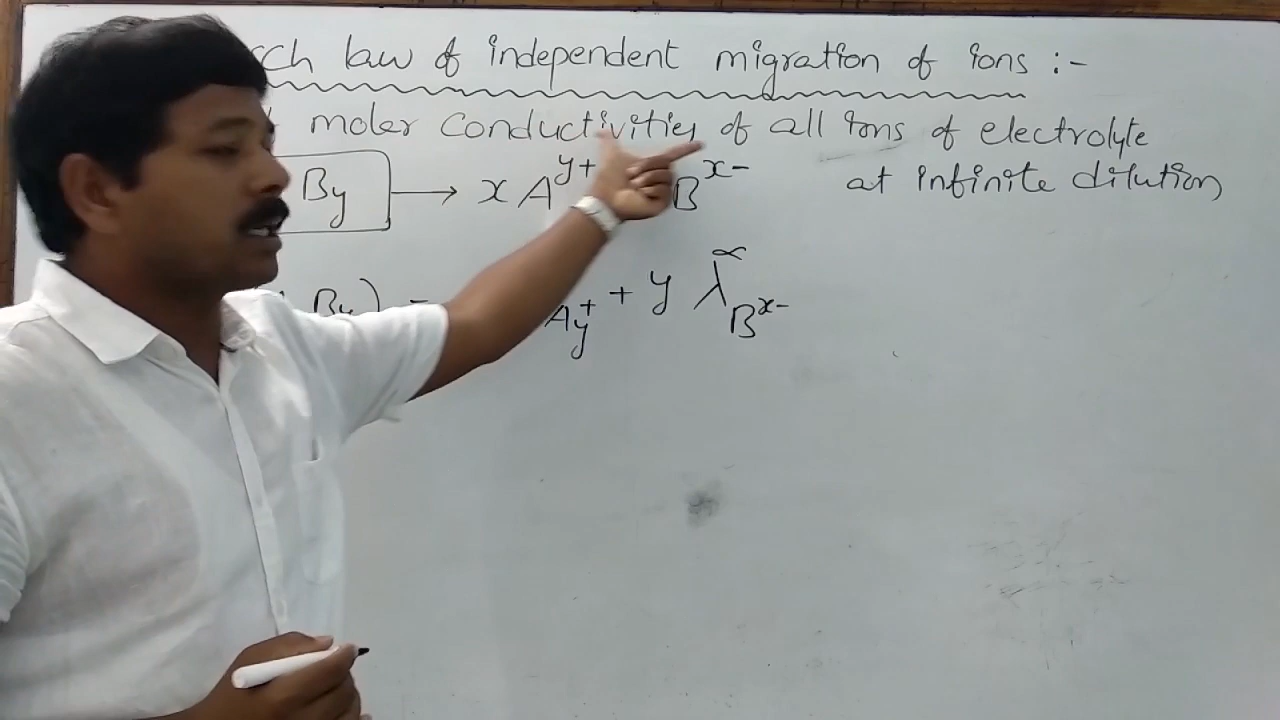 ch law of independent migration of ions :-
molar conductivities of all ions of electrolyte
By → x A^y+ B^x- at infinite dilution
By) = A_y^+ + y λ^∝_B^x-